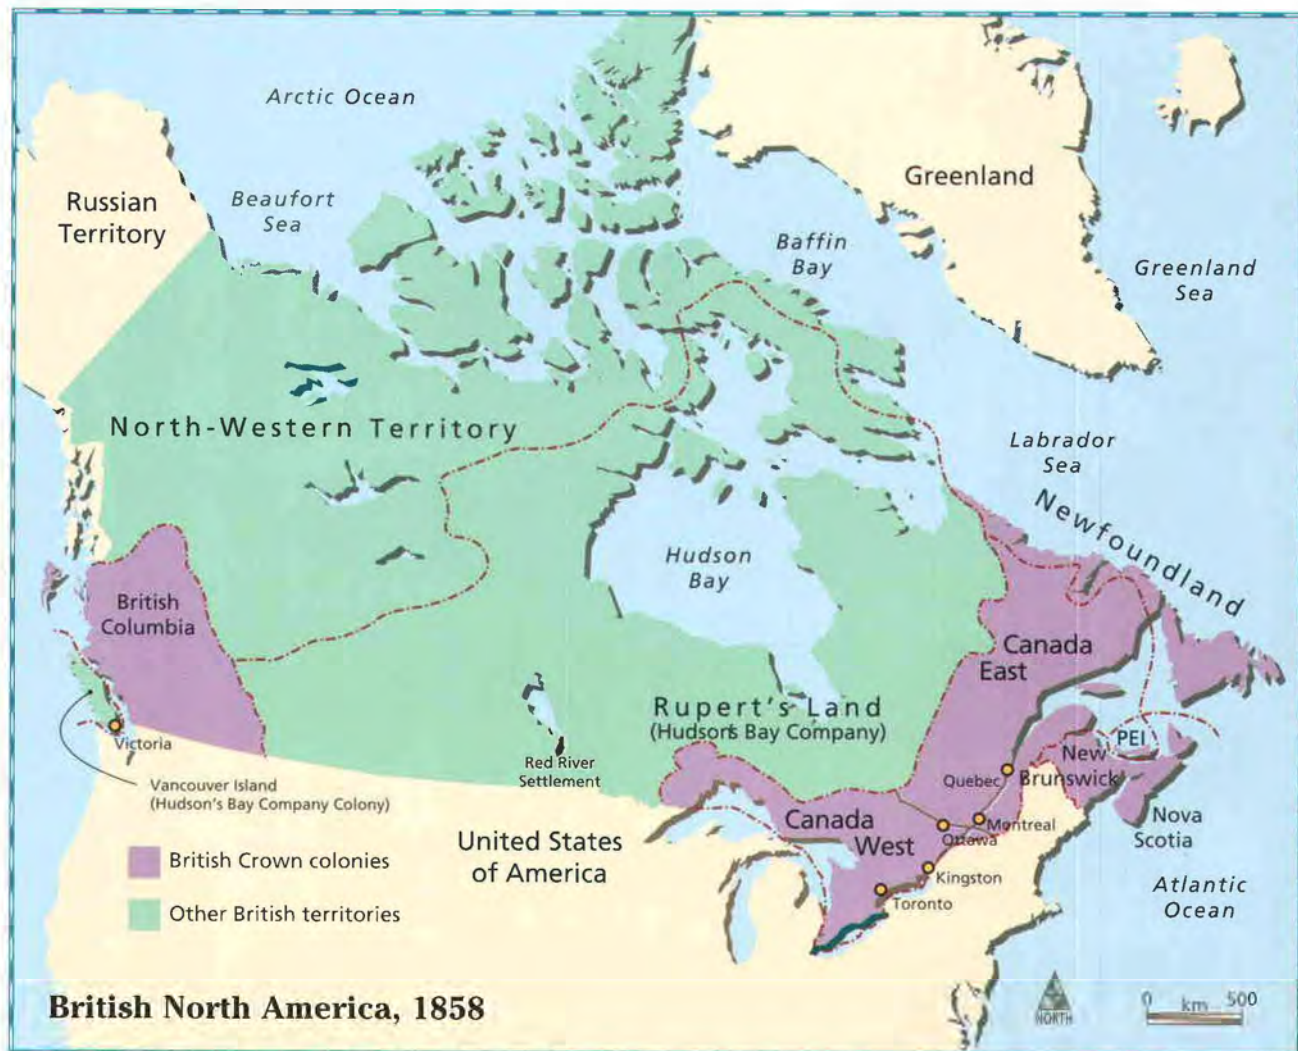 Arctic Ocean
Beaufort
Sea
Russian
Territory
Greenland
Baffin
Bay
Greenland
Sea
North-Western Territory
Labrador
Sea
Newfoundland
Hudson
Bay
British
Columbia
Canada
East
Rupert's Land
(Hudson's Bay Company)
PEI
New
Brunswick
Victoria
Red River
Settlement
Quebec
Vancouver Island
(Hudson's Bay Company Colony)
Canada
West
Montreal
Ottawa
Nova
Scotia
United States
of America
Kingston
Toronto
Atlantic
Ocean
British Crown colonies
Other British territories
British North America, 1858
NORTH
0 km 500